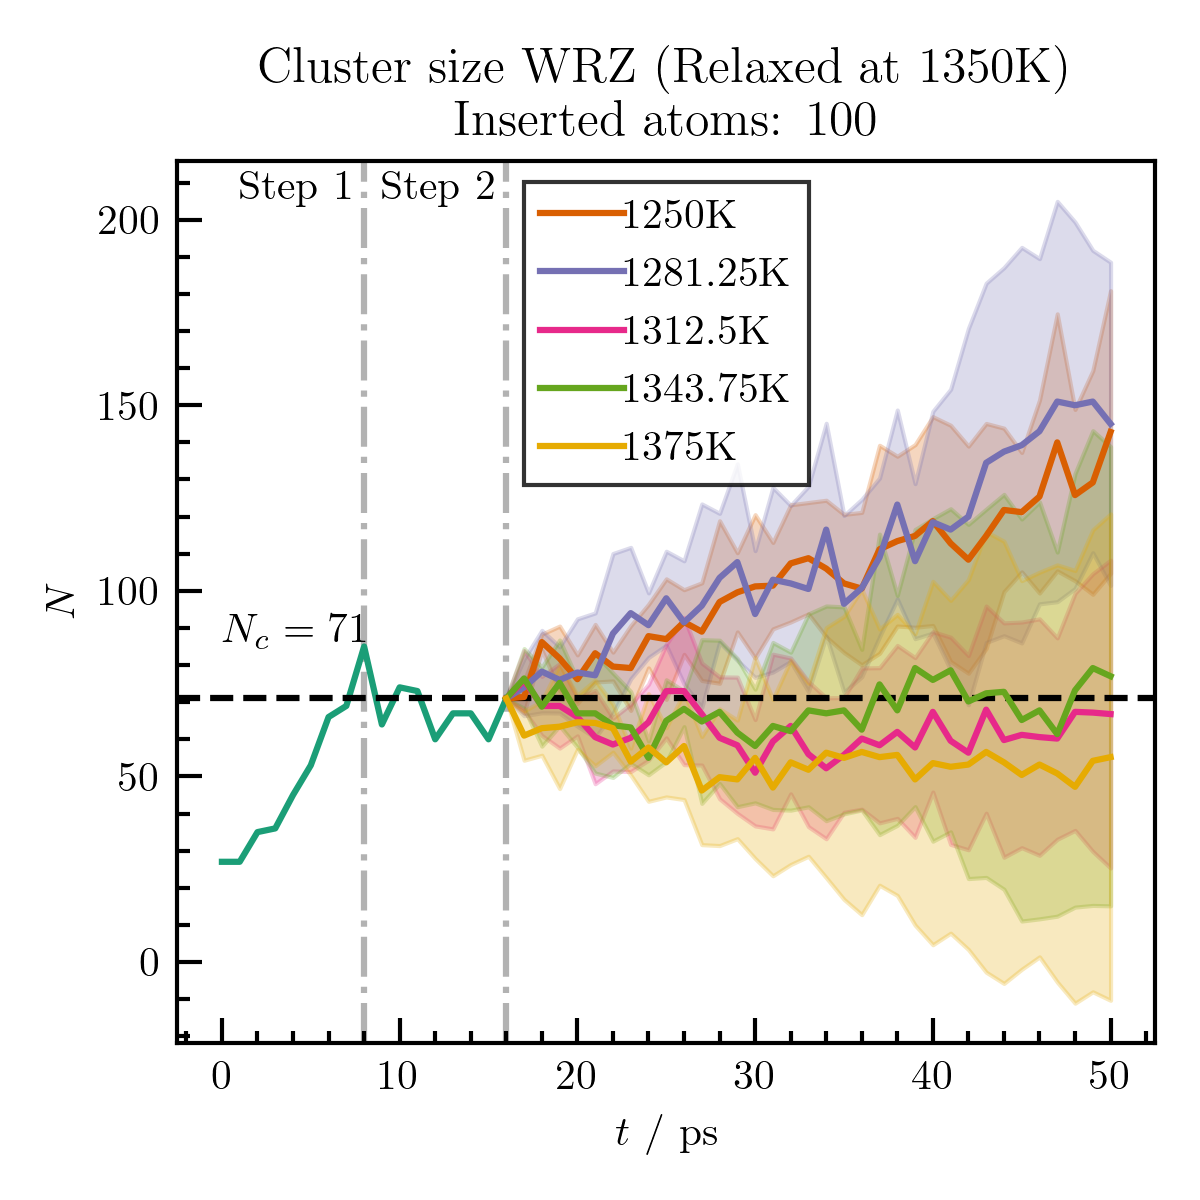 Cluster size WRZ (Relaxed at 1350K)
Inserted atoms: 100
Step 1
Step 2
1250K
1281.25K
1312.5K
1343.75K
1375K
200
150
100
50
0
N
N_c = 71
0
10
20
30
40
50
t / ps